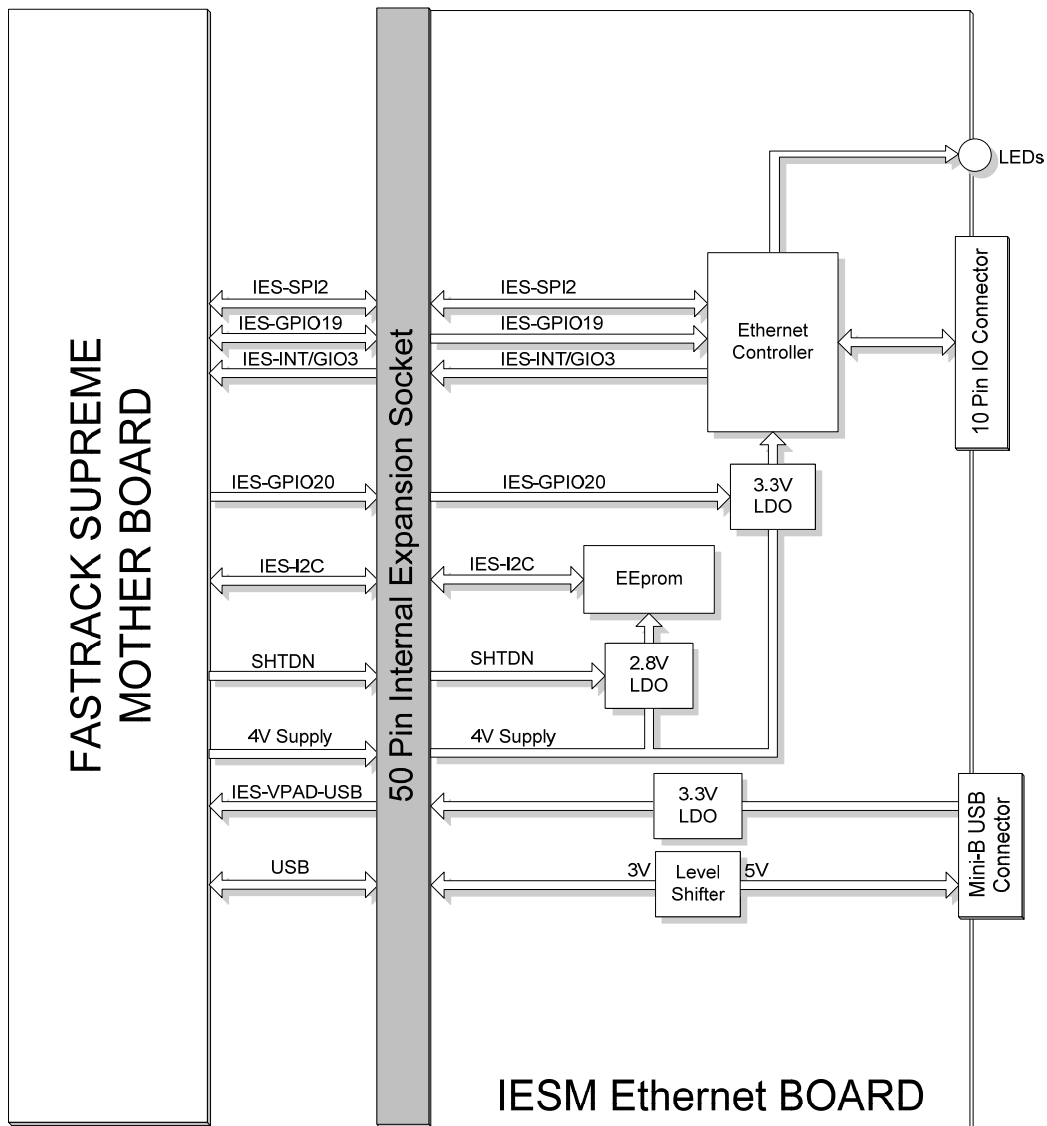 FASTRACK SUPREME
MOTHER BOARD
50 Pin Internal Expansion Socket
LEDs
IES-SPI2
IES-SPI2
IES-GPIO19
IES-GPIO19
IES-INT/GIO3
IES-INT/GIO3
Ethernet
Controller
10 Pin IO Connector
IES-GPIO20
IES-GPIO20
3.3V
LDO
IES-I2C
IES-I2C
EEprom
SHTDN
SHTDN
2.8V
LDO
4V Supply
4V Supply
IES-VPAD-USB
3.3V
LDO
USB
3V
Level
Shifter
5V
Mini-B USB
Connector
IESM Ethernet BOARD